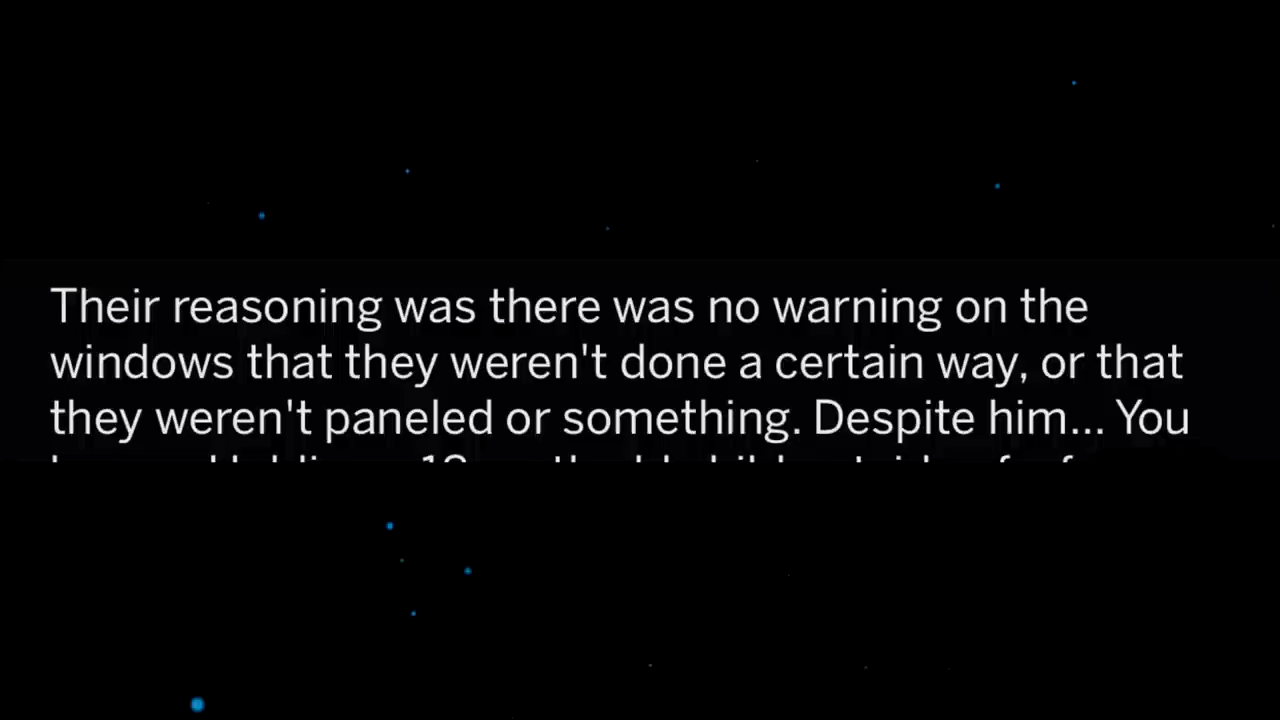 Their reasoning was there was no warning on the
windows that they weren't done a certain way, or that
they weren't paneled or something. Despite him... You